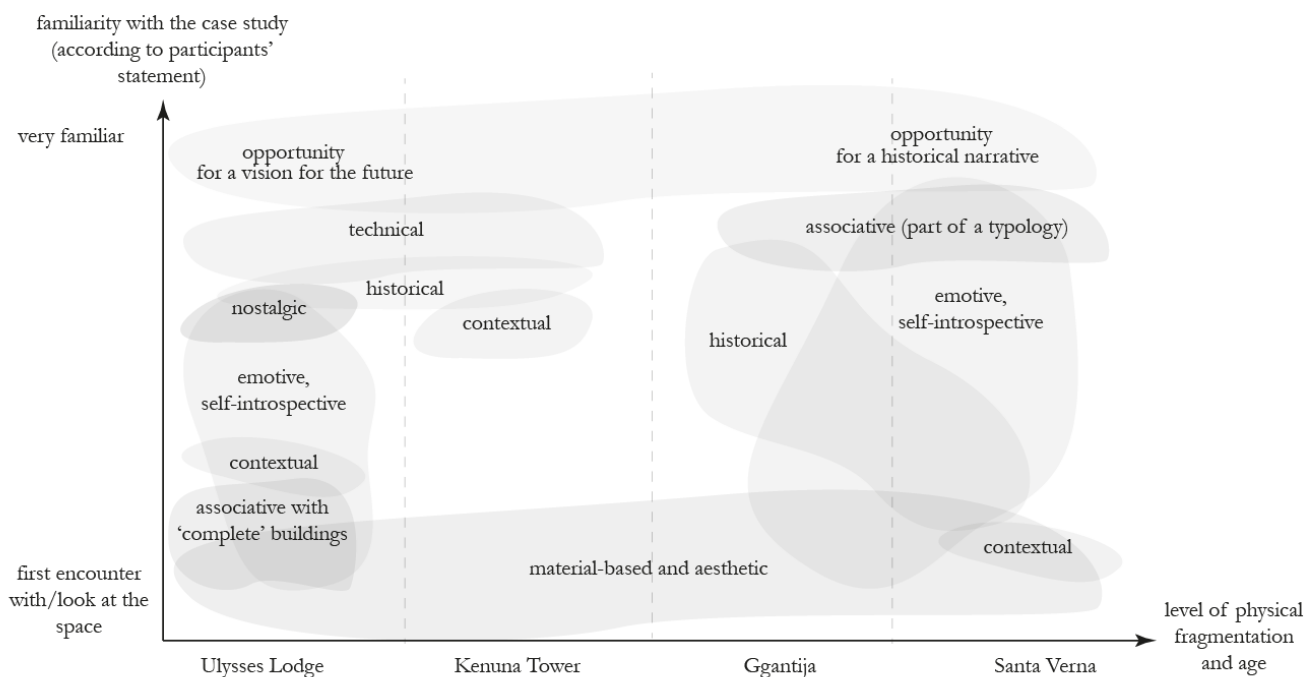 familiarity with the case study
(according to participants'
statement)
very familiar
opportunity
for a vision for the future
opportunity
for a historical narrative
technical
associative (part of a typology)
historical
nostalgic
contextual
emotive,
self-introspective
historical
emotive,
self-introspective
contextual
associative with
‘complete’ buildings
contextual
material-based and aesthetic
first encounter
with/look at the
space
level of physical
fragmentation
and age
Ulysses Lodge
Kenuna Tower
Ggantija
Santa Verna